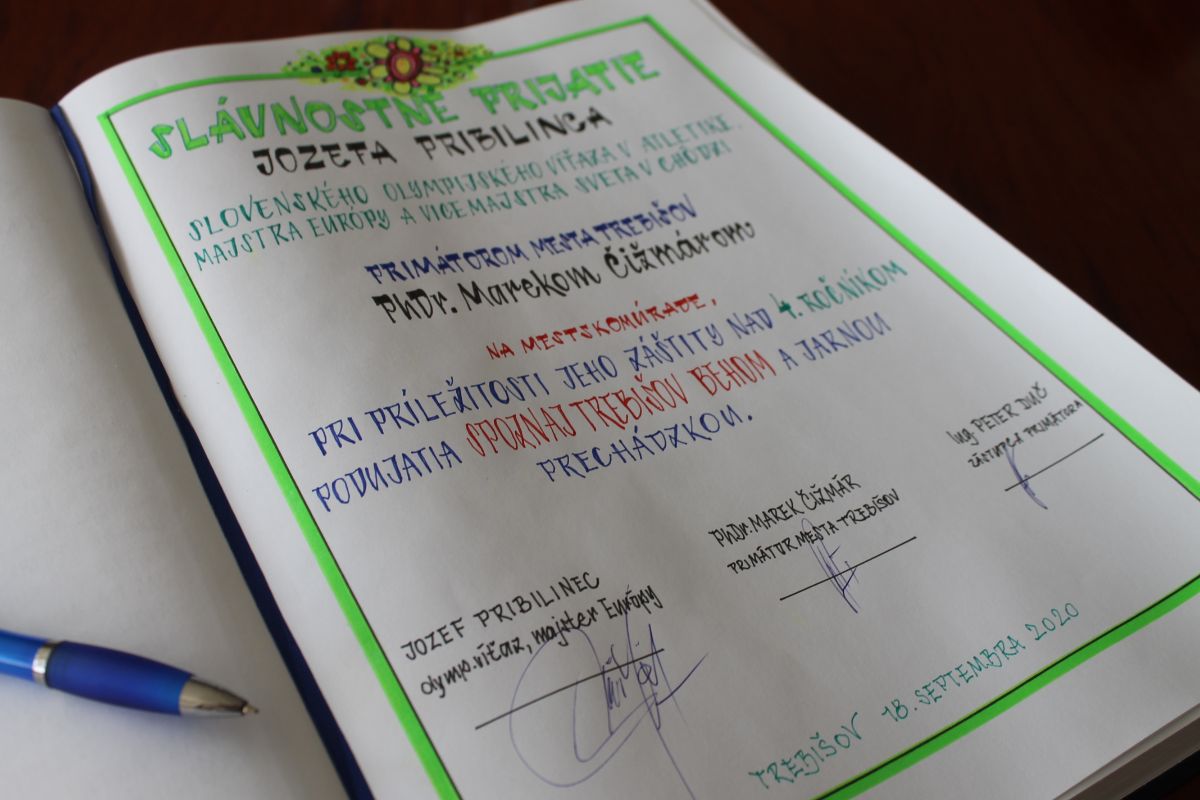 SLÁVNOSTNÉ PRIJATIE
JOZEFA PRIBILINCA
SLOVENSKÉHO OLYMPIJSKÉHO VÍŤAZA V ATLETIKE,
MAJSTRA EURÓPY A VICEMAJSTRA SVETA V CHÔDZI
PRIMÁTOROM MESTA TREBIŠOV
PhDr. Marekom Čižmárom
NA MESTSKOM ÚRADE,
PRI PRÍLEŽITOSTI JEHO ZÁŠTITY NAD 4. ROČNÍKOM
PODUJATIA SPOZNAJ TREBIŠOV BEHOM A JARNOU
PRECHÁDZKOU.
Ing. PETER DUČ
ZÁSTUPCA PRIMÁTORA
PhDr. MAREK ČIŽMÁR
PRIMÁTOR MESTA TREBIŠOV
JOZEF PRIBILINEC
olymp. víťaz, majster Európy
TREBIŠOV 18. SEPTEMBRA 2020